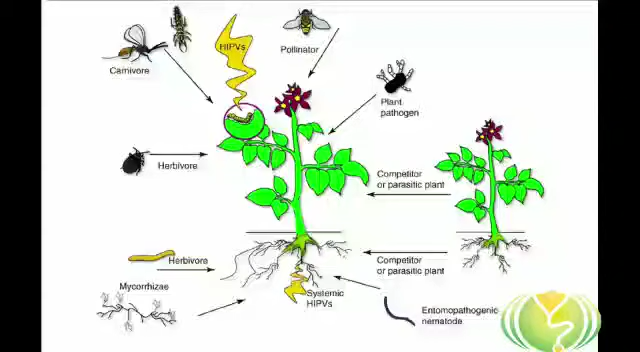 HIPVs
Pollinator
Carnivore
Plant
pathogen
Herbivore
Competitor
or parasitic plant
Herbivore
Competitor
or parasitic plant
Mycorrhizae
Systemic
HIPVs
Entomopathogenic
nematode